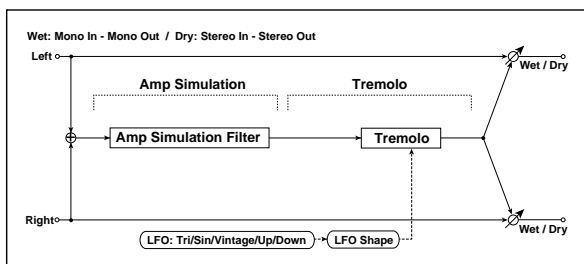 Wet: Mono In - Mono Out / Dry: Stereo In - Stereo Out
Left
Wet / Dry
Amp Simulation
Tremolo
Amp Simulation Filter
Tremolo
Right
Wet / Dry
LFO: Tri/Sin/Vintage/Up/Down
LFO Shape